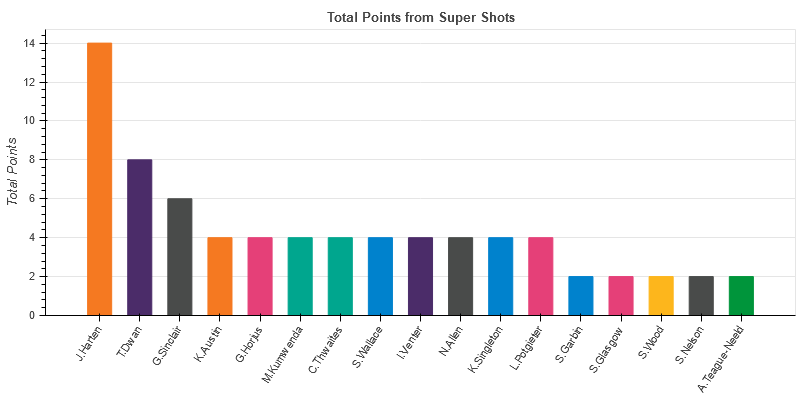 Total Points from Super Shots
Total Points
14
12
10
8
6
4
2
0
J.Harten
T.Dwan
G.Sinclair
K.Austin
G.Horjus
M.Kumwenda
C.Thwaites
S.Wallace
I.Venter
N.Allen
K.Singleton
L.Potgieter
S.Garbin
S.Glasgow
S.Wood
S.Nelson
A.Teague-Neeld